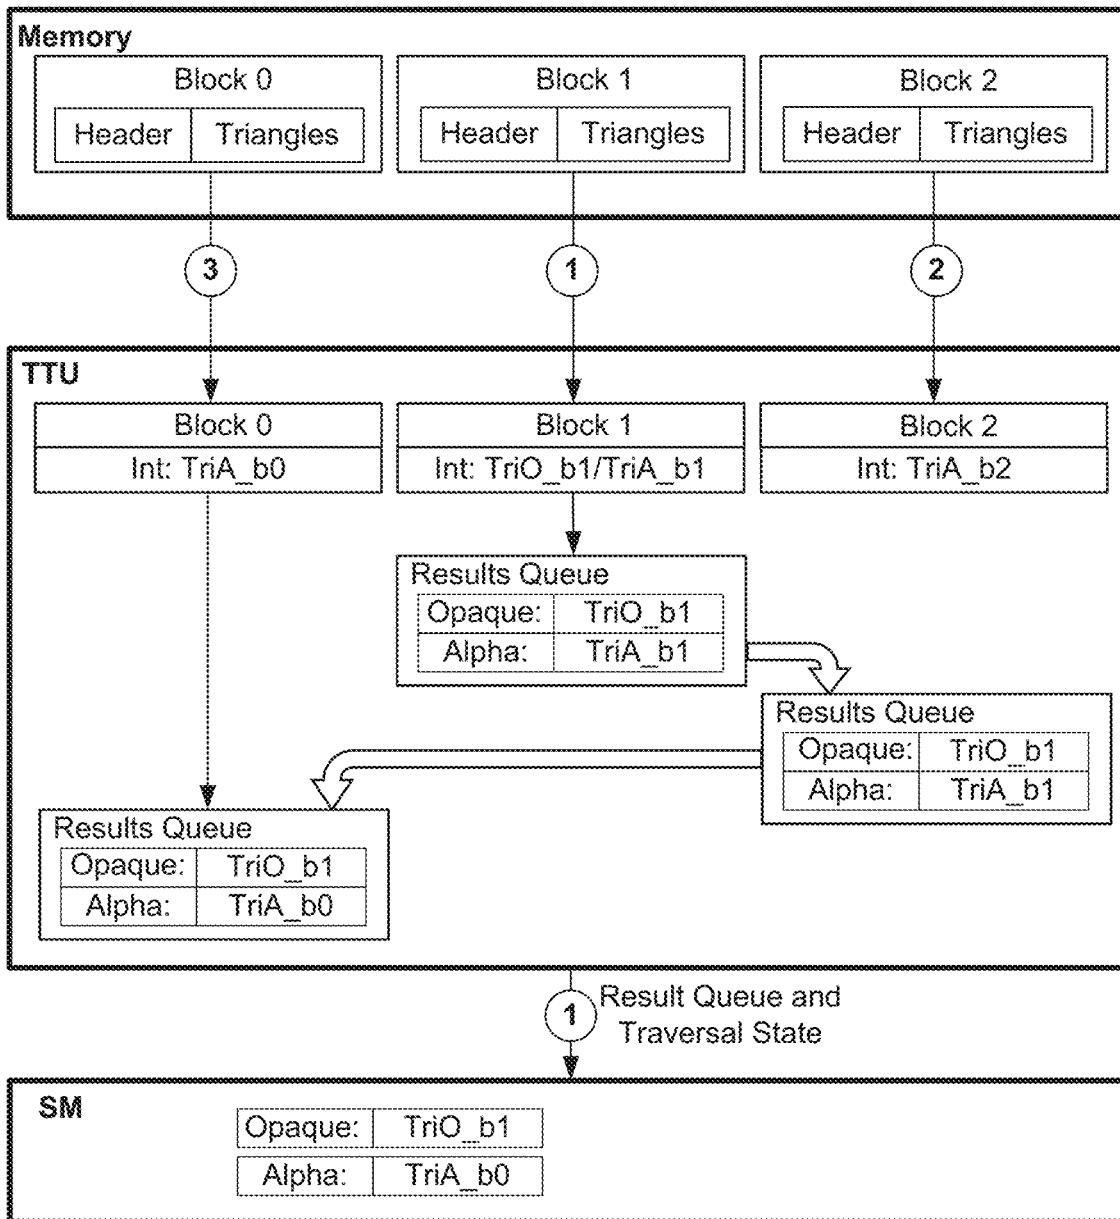 Memory
Block 0 Block 1 Block 2
Header Triangles Header Triangles Header Triangles
3 1 2
TTU
Block 0 Block 1 Block 2
Int: TriA_b0 Int: TriO_b1/TriA_b1 Int: TriA_b2
Results Queue
Opaque: TriO_b1
Alpha: TriA_b1
Results Queue
Opaque: TriO_b1
Alpha: TriA_b1
Results Queue
Opaque: TriO_b1
Alpha: TriA_b0
1 Result Queue and
Traversal State
SM
Opaque: TriO_b1
Alpha: TriA_b0